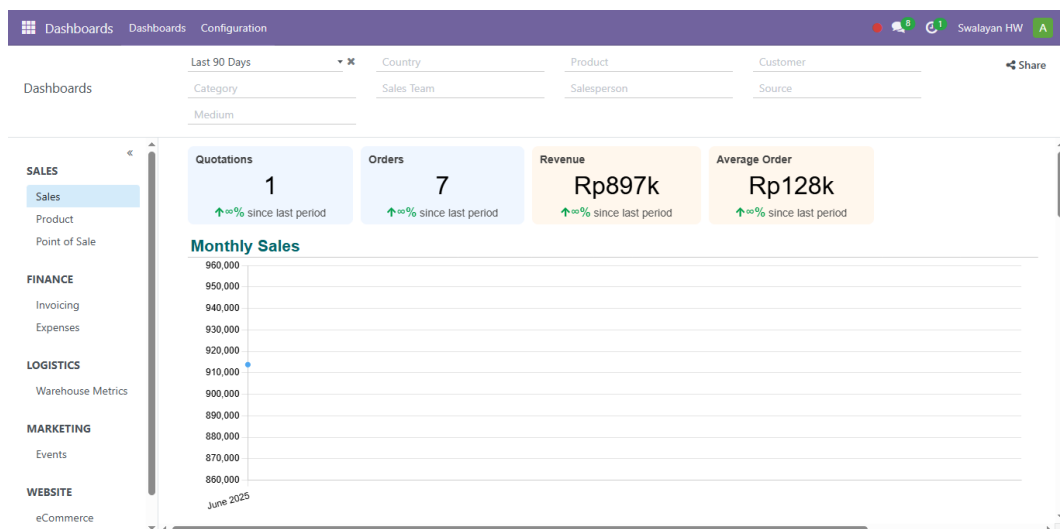 Dashboards Dashboards Configuration 8 1 Swalayan HW A
Dashboards
Last 90 Days Country Product Customer
Category Sales Team Salesperson Source
Medium
Share
«
SALES
Sales
Product
Point of Sale
FINANCE
Invoicing
Expenses
LOGISTICS
Warehouse Metrics
MARKETING
Events
WEBSITE
eCommerce
Quotations
1
∞% since last period
Orders
7
∞% since last period
Revenue
Rp897k
∞% since last period
Average Order
Rp128k
∞% since last period
Monthly Sales
960,000
950,000
940,000
930,000
920,000
910,000
900,000
890,000
880,000
870,000
860,000
June 2025